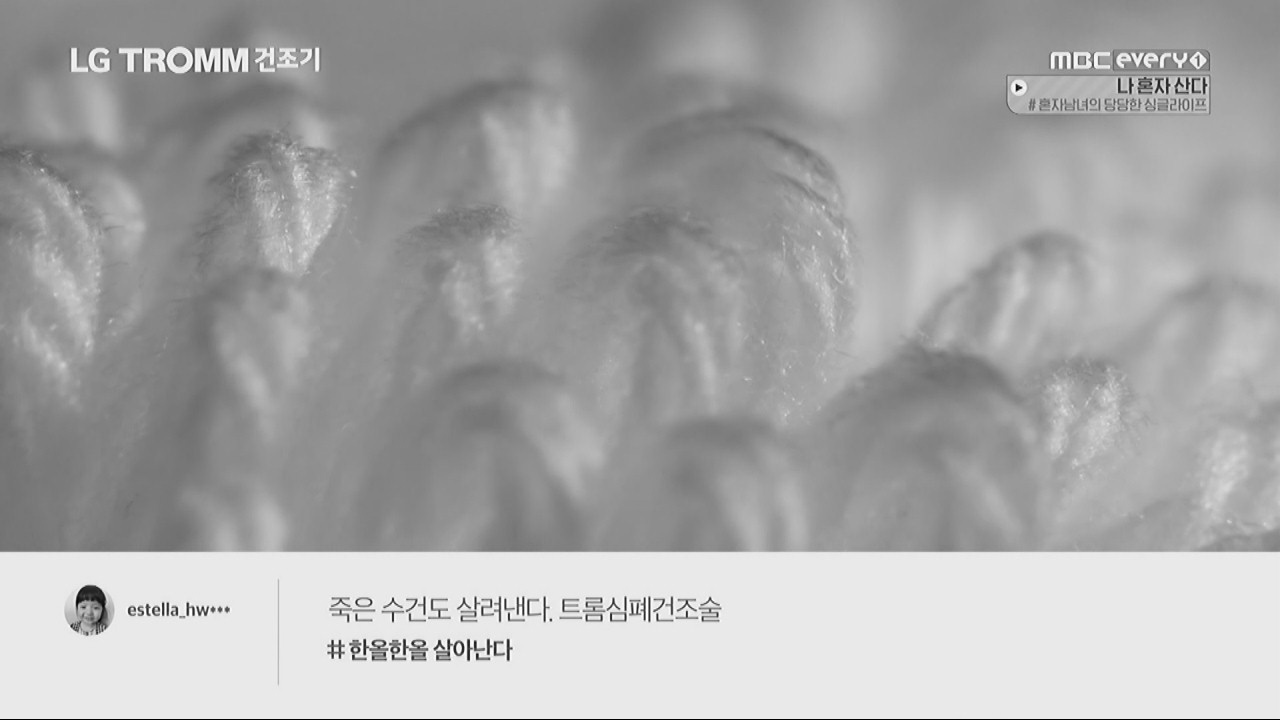 LG TROMM 건조기
MBC every1
나 혼자 산다
# 혼자남녀의 당당한 싱글라이프
estella_hw•••
죽은 수건도 살려낸다. 트롬심폐건조술
# 한올한올 살아난다